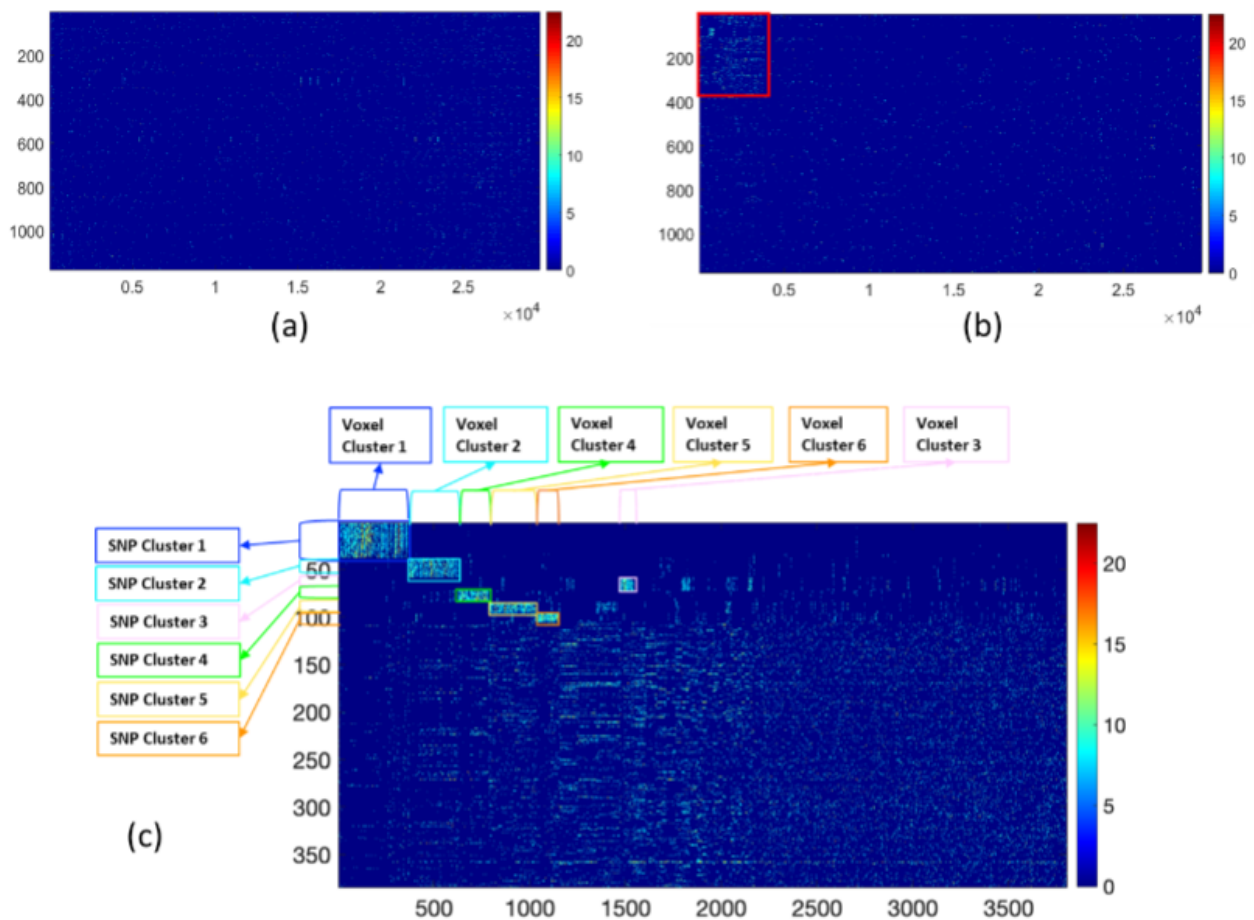 200
400
600
800
1000
0.5 1 1.5 2 2.5
×10⁴
20
15
10
5
0
(a)
200
400
600
800
1000
0.5 1 1.5 2 2.5
×10⁴
20
15
10
5
0
(b)
Voxel
Cluster 1
Voxel
Cluster 2
Voxel
Cluster 4
Voxel
Cluster 5
Voxel
Cluster 6
Voxel
Cluster 3
SNP Cluster 1
SNP Cluster 2
SNP Cluster 3
SNP Cluster 4
SNP Cluster 5
SNP Cluster 6
50
100
150
200
250
300
350
500 1000 1500 2000 2500 3000 3500
20
15
10
5
0
(c)